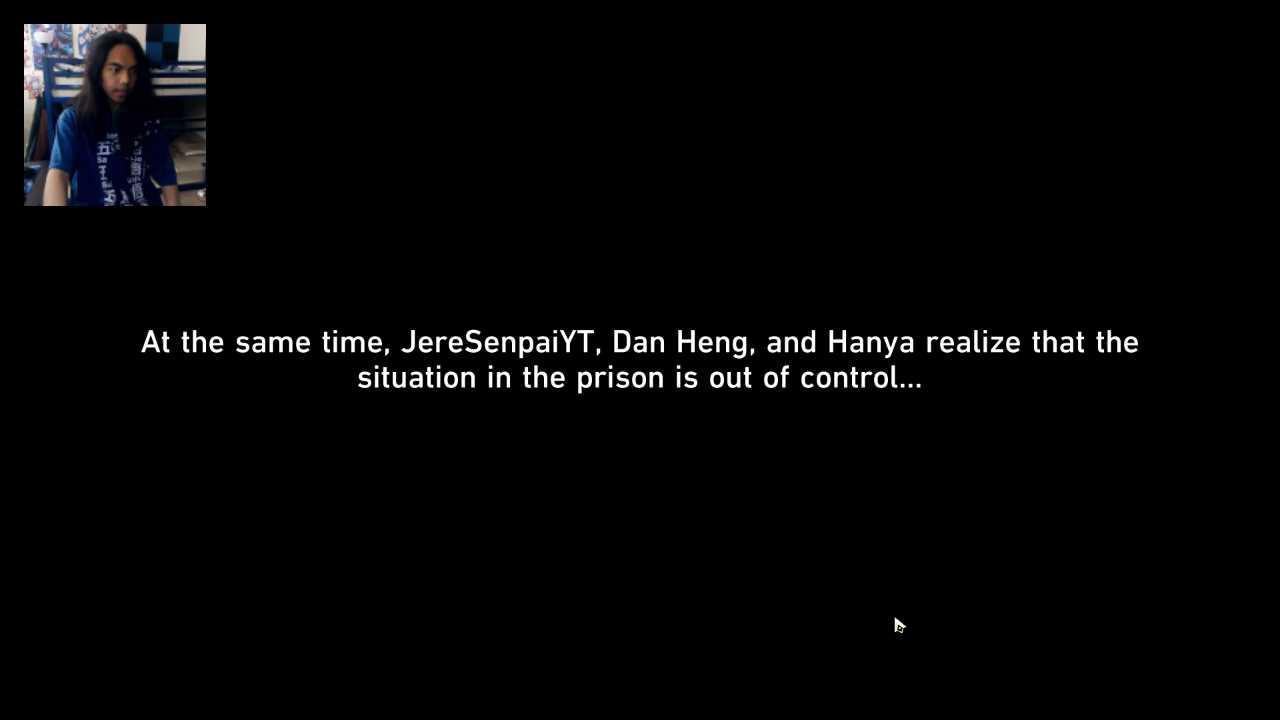 At the same time, JereSenpaiYT, Dan Heng, and Hanya realize that the
situation in the prison is out of control...